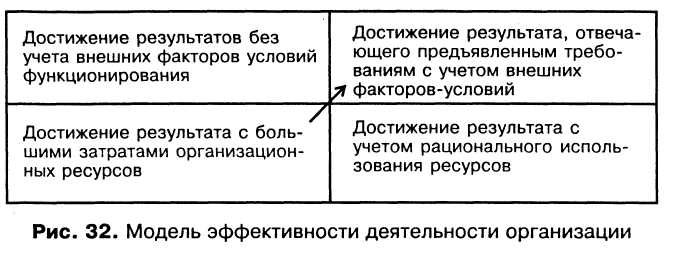 Достижение результатов без
учета внешних факторов условий
функционирования
Достижение результата, отвеча-
ющего предъявленным требо-
ваниям с учетом внешних
факторов-условий
Достижение результата с боль-
шими затратами организацион-
ных ресурсов
Достижение результата с
учетом рационального исполь-
зования ресурсов
Рис. 32. Модель эффективности деятельности организации